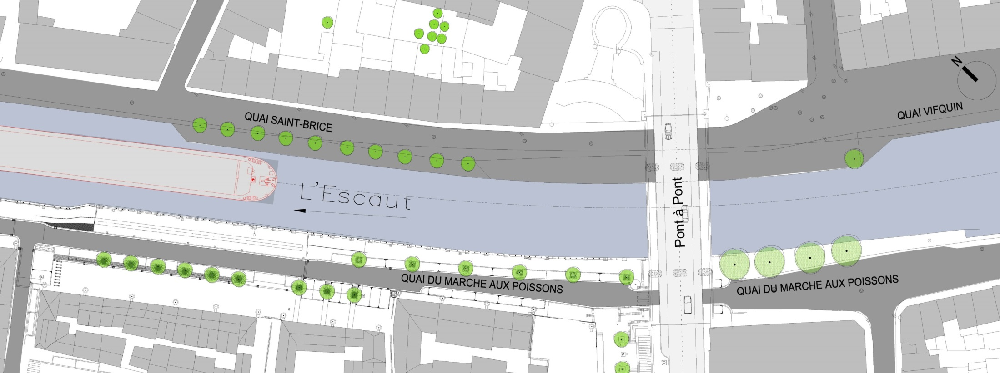 N
QUAI VIFQUIN
QUAI SAINT-BRICE
L'Escaut
Pont à Pont
QUAI DU MARCHE AUX POISSONS
QUAI DU MARCHE AUX POISSONS